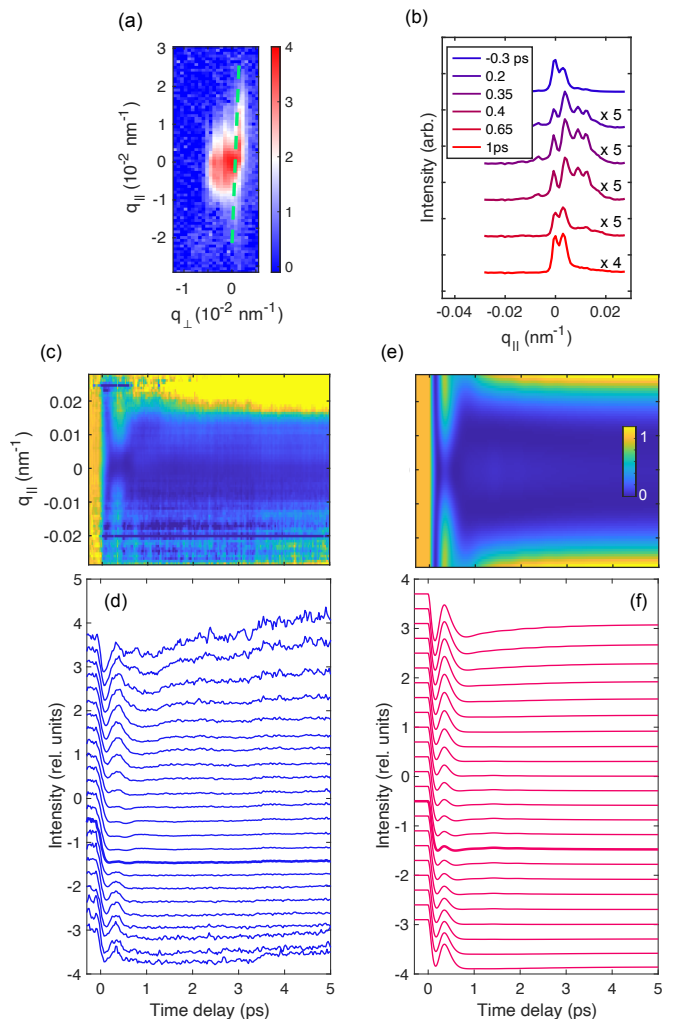 (a)
3
2
1
0
-1
-2
q|| (10-2 nm-1)
-1
0
q⊥ (10-2 nm-1)
4
3
2
1
0
(b)
-0.3 ps
0.2
0.35
0.4
0.65
1ps
x 5
x 5
x 5
x 5
x 4
Intensity (arb.)
-0.04
-0.02
0
0.02
q|| (nm-1)
(c)
0.02
0.01
0
-0.01
-0.02
q|| (nm-1)
(e)
1
0
(d)
5
4
3
2
1
0
-1
-2
-3
-4
Intensity (rel. units)
0
1
2
3
4
5
Time delay (ps)
(f)
4
3
2
1
0
-1
-2
-3
-4
Intensity (rel. units)
0
1
2
3
4
5
Time delay (ps)